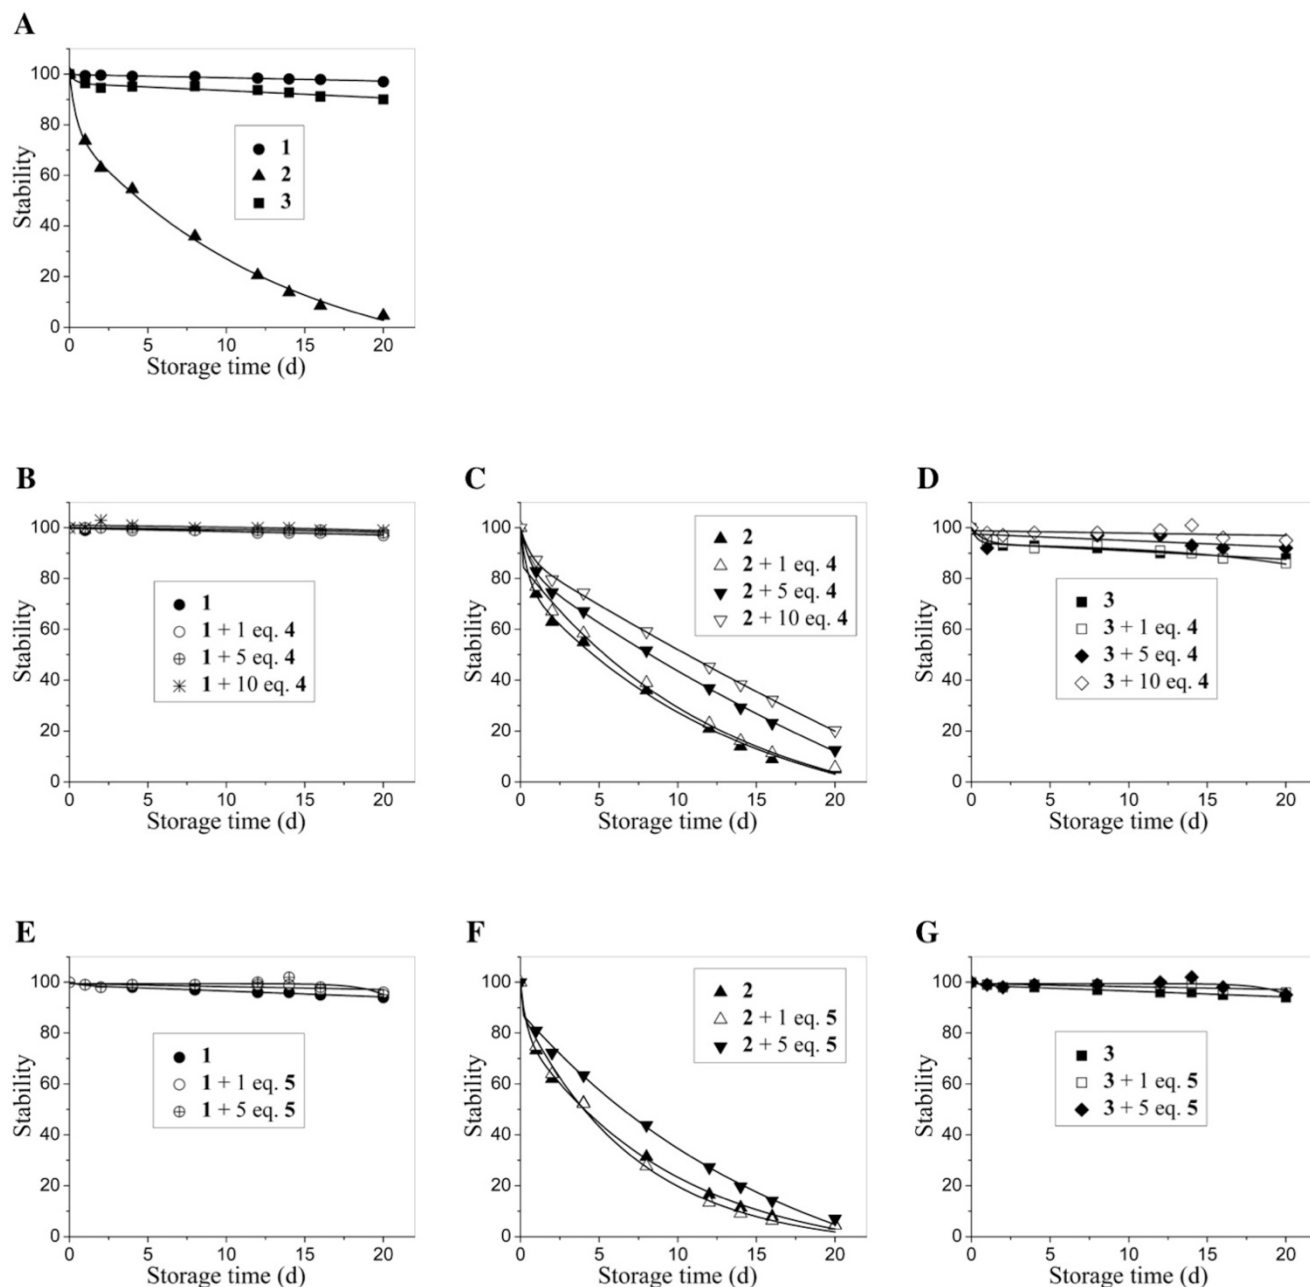 A
Stability
100
80
60
40
20
0
1
2
3
0 5 10 15 20
Storage time (d)
B
Stability
100
80
60
40
20
0
1
1 + 1 eq. 4
1 + 5 eq. 4
1 + 10 eq. 4
0 5 10 15 20
Storage time (d)
C
Stability
100
80
60
40
20
0
2
2 + 1 eq. 4
2 + 5 eq. 4
2 + 10 eq. 4
0 5 10 15 20
Storage time (d)
D
Stability
100
80
60
40
20
0
3
3 + 1 eq. 4
3 + 5 eq. 4
3 + 10 eq. 4
0 5 10 15 20
Storage time (d)
E
Stability
100
80
60
40
20
0
1
1 + 1 eq. 5
1 + 5 eq. 5
0 5 10 15 20
Storage time (d)
F
Stability
100
80
60
40
20
0
2
2 + 1 eq. 5
2 + 5 eq. 5
0 5 10 15 20
Storage time (d)
G
Stability
100
80
60
40
20
0
3
3 + 1 eq. 5
3 + 5 eq. 5
0 5 10 15 20
Storage time (d)